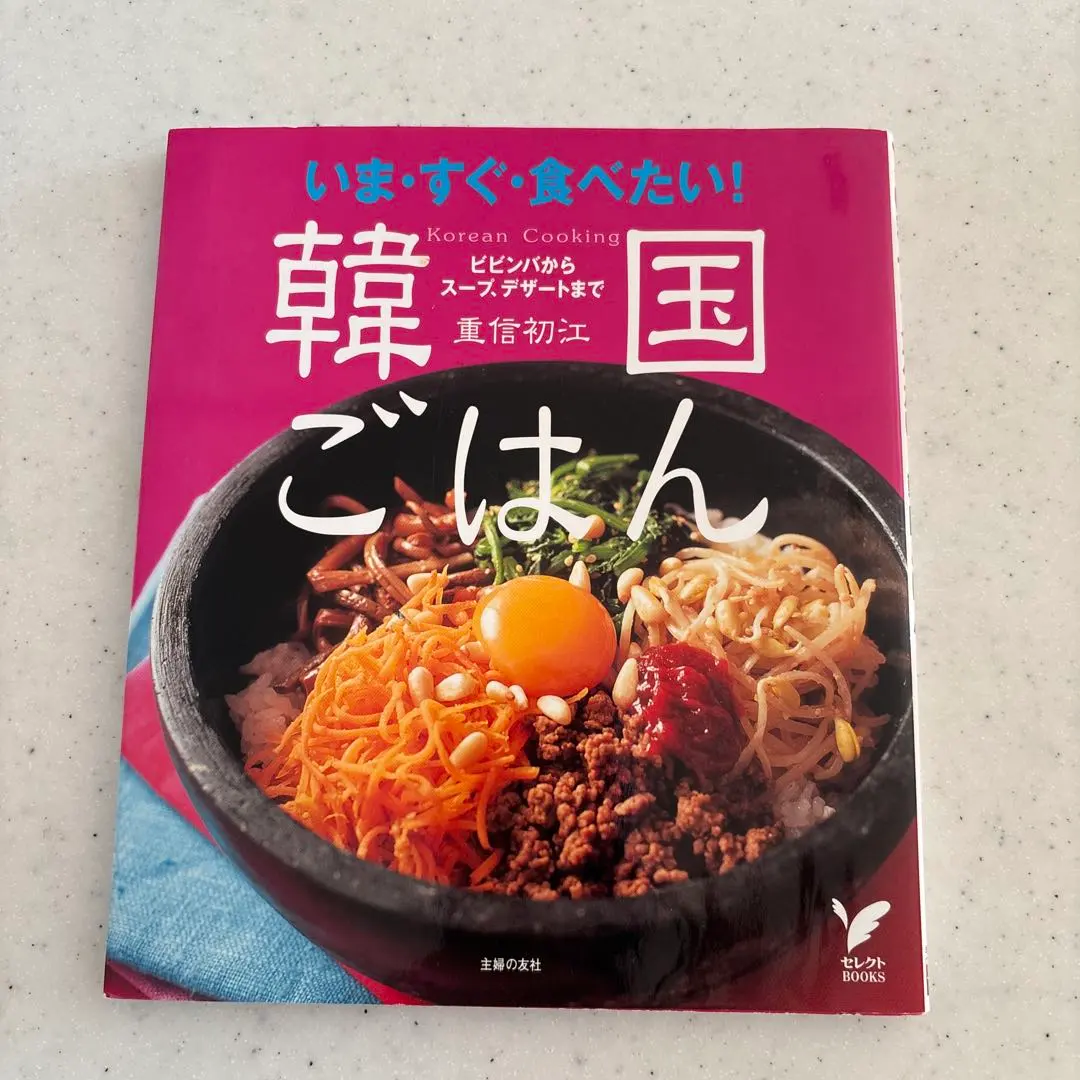 いま・すぐ・食べたい!
韓国
Korean Cooking
ビビンバから
スープ、デザートまで
重信初江
ごはん
主婦の友社
セレクト
BOOKS